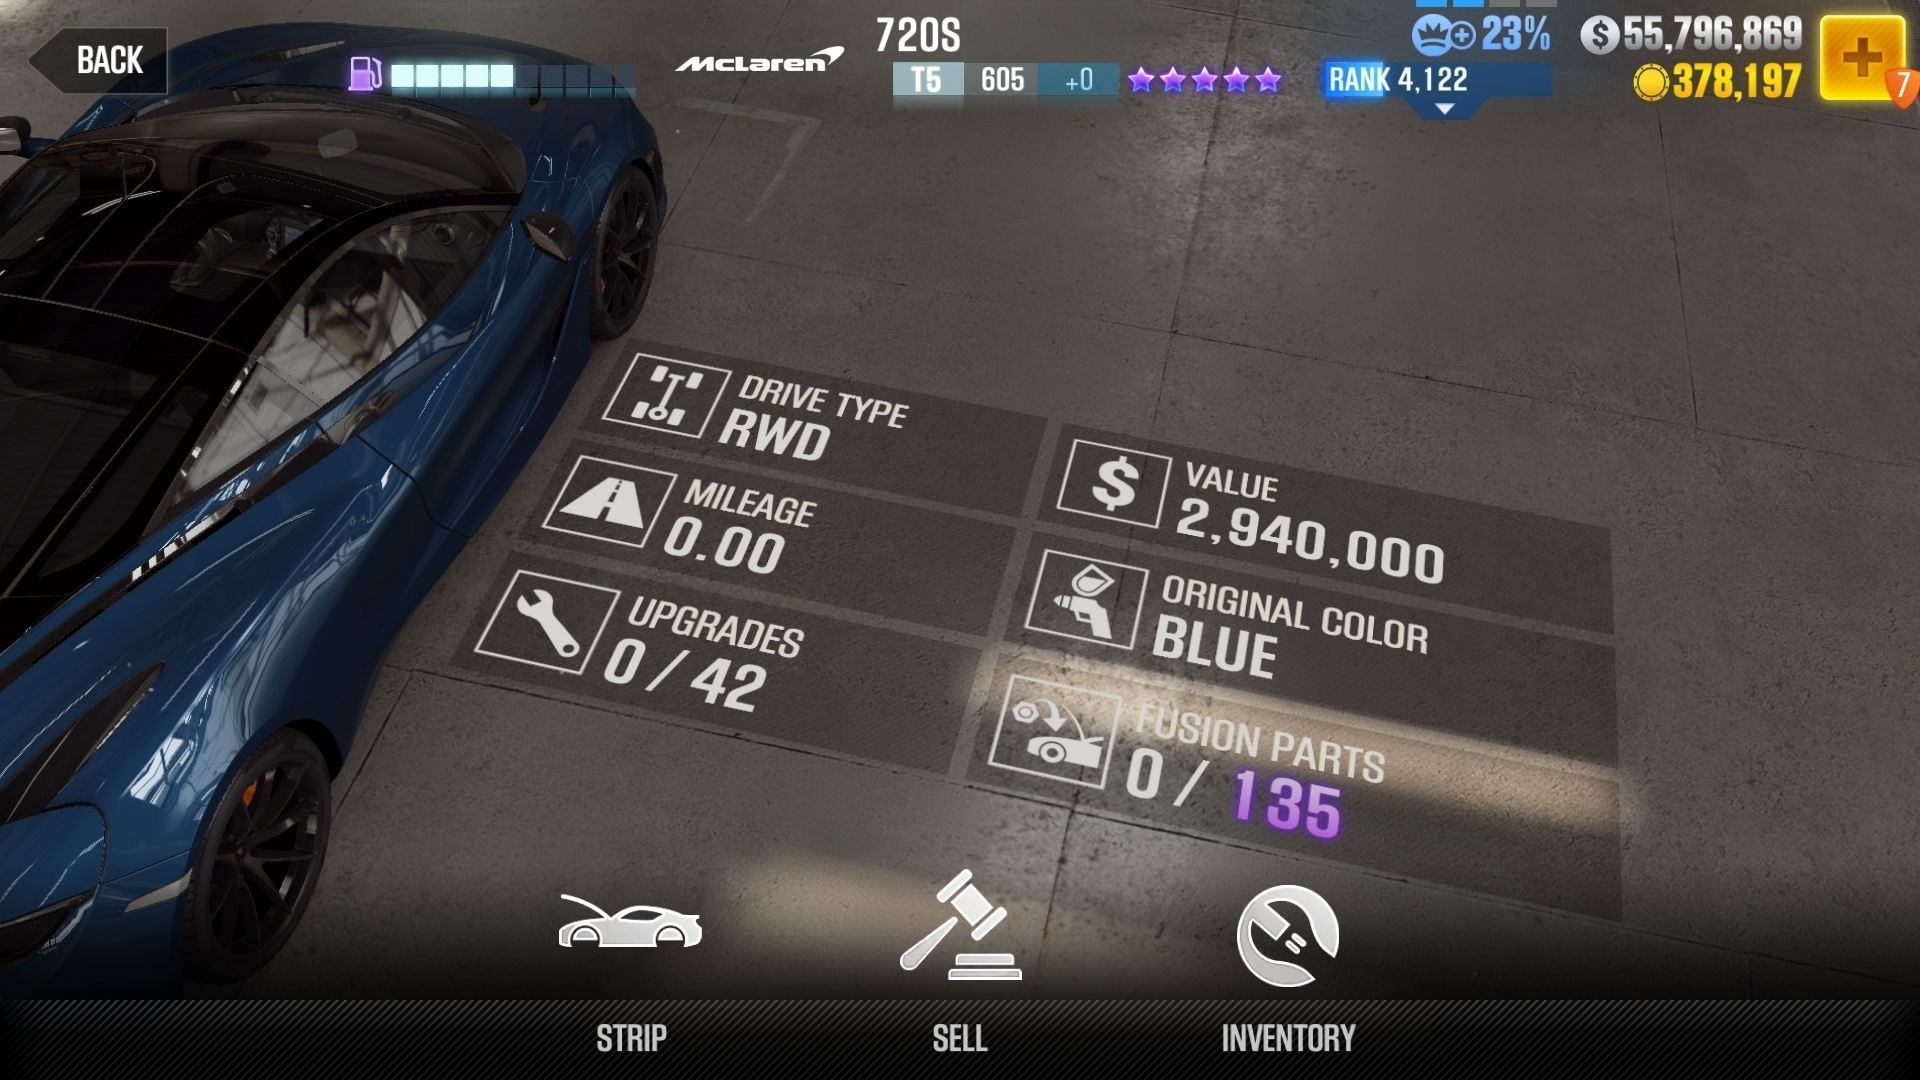 BACK
McLaren
720S
T5 605 +0
RANK 4,122
23%
$ 55,796,869
378,197
7
DRIVE TYPE
RWD
MILEAGE
0.00
UPGRADES
0 / 42
$ VALUE
2,940,000
ORIGINAL COLOR
BLUE
FUSION PARTS
0 / 135
STRIP
SELL
INVENTORY